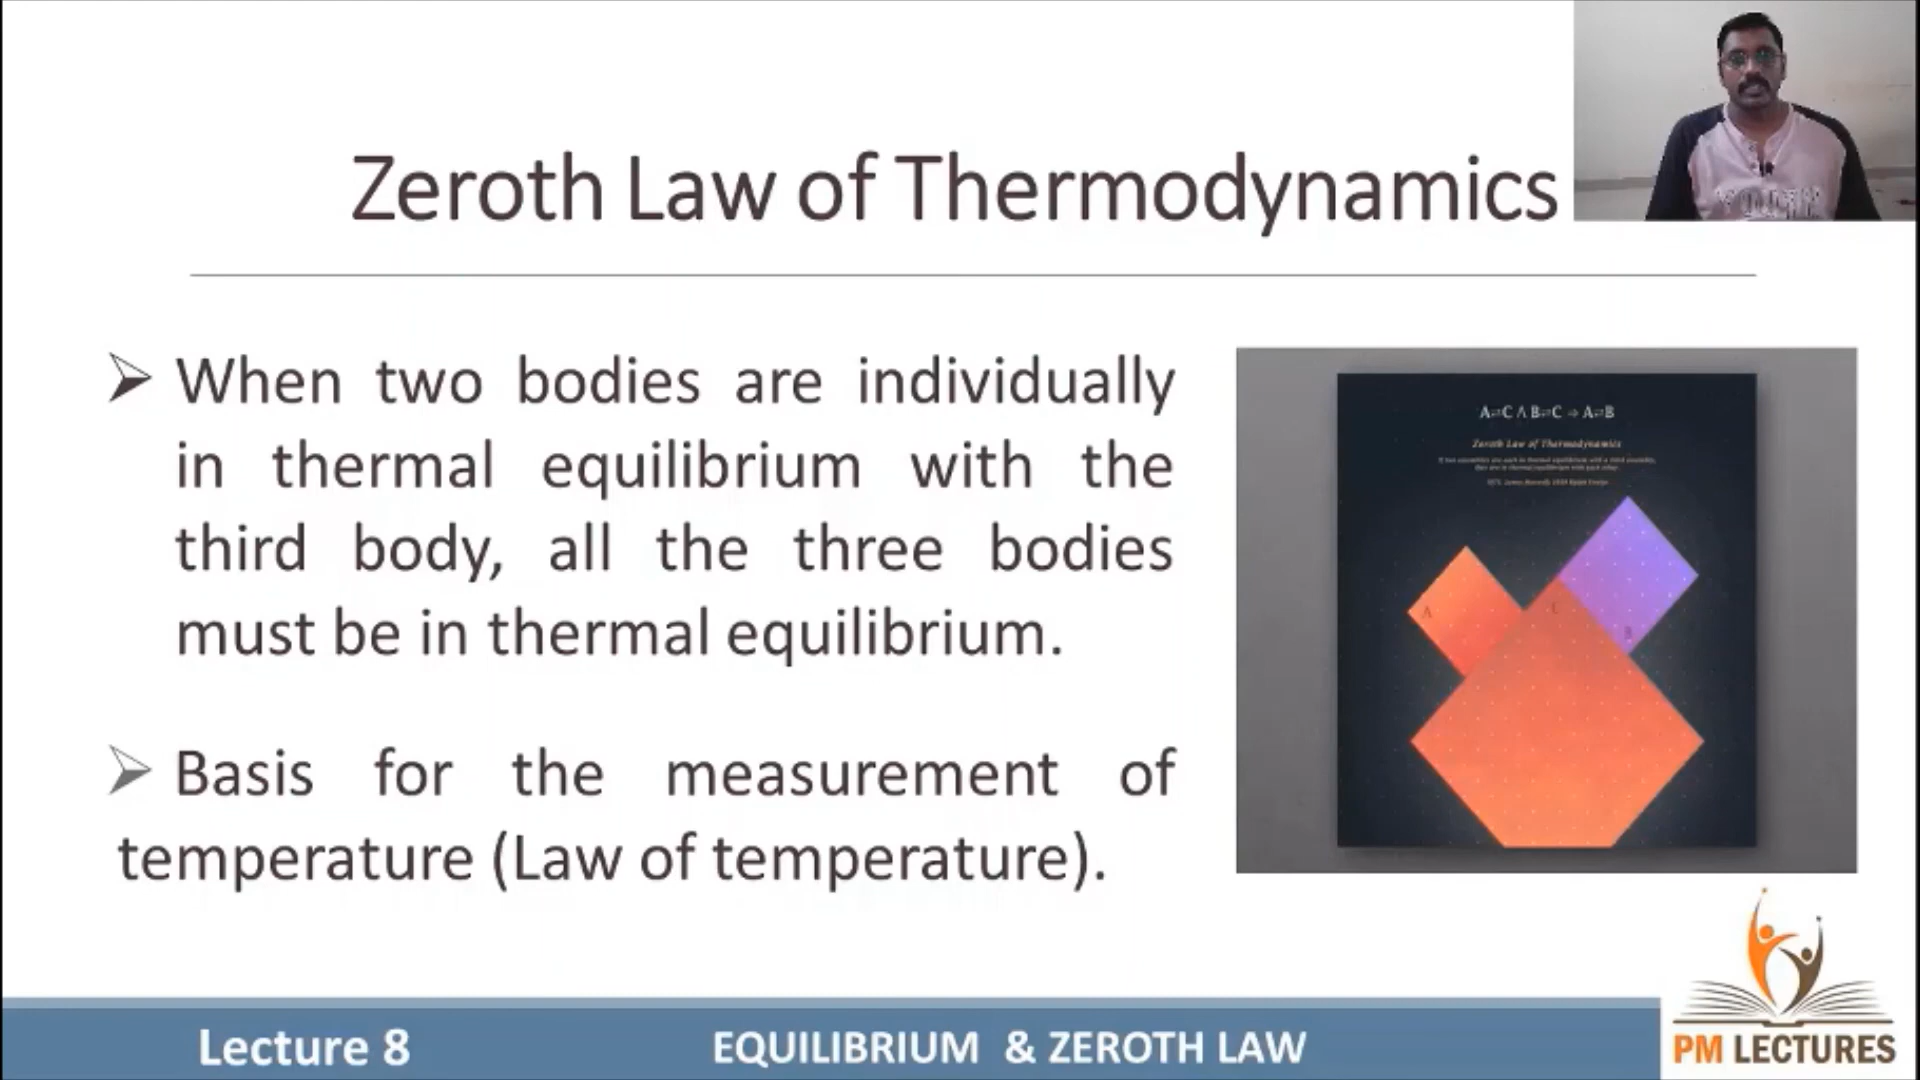 Zeroth Law of Thermodynamics
When two bodies are individually
in thermal equilibrium with the
third body, all the three bodies
must be in thermal equilibrium.
Basis for the measurement of
temperature (Law of temperature).
A⇌C ∧ B⇌C ⇒ A⇌B
Zeroth Law of Thermodynamics
A
C
B
Lecture 8
EQUILIBRIUM & ZEROTH LAW
PM LECTURES